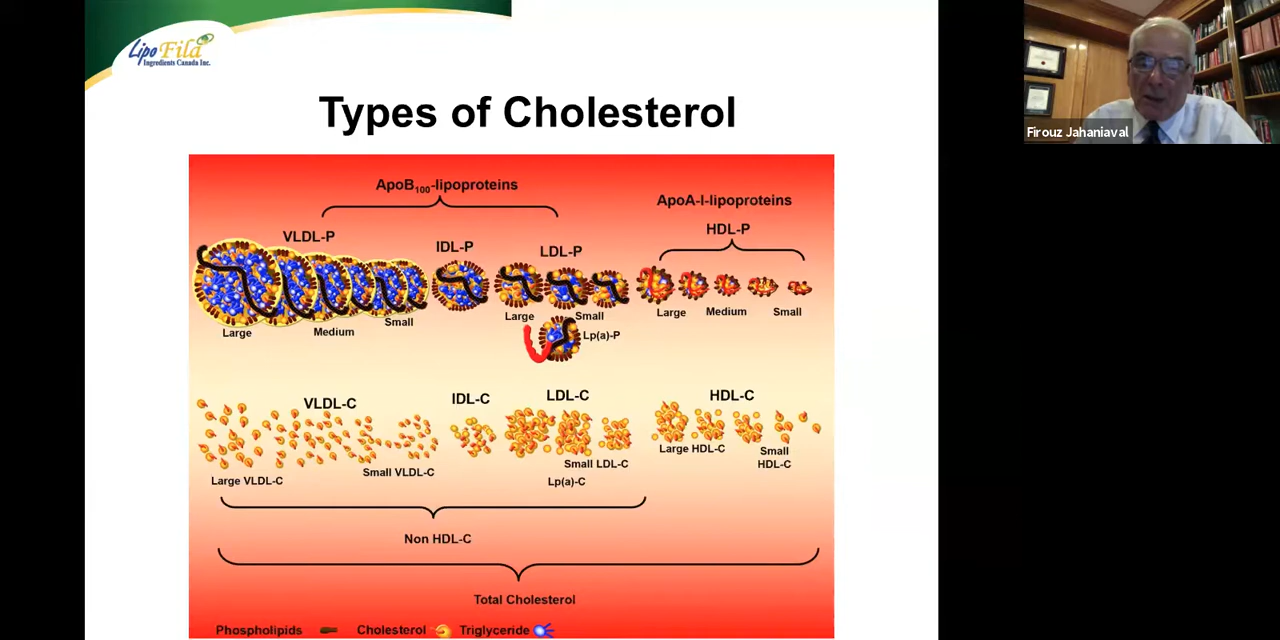 Lipo Fila
Ingredients Canada Inc.
Firouz Jahaniaval
Types of Cholesterol
ApoB100-lipoproteins
ApoA-I-lipoproteins
VLDL-P
IDL-P
LDL-P
HDL-P
Large
Medium
Small
Large
Small
Lp(a)-P
Large
Medium
Small
VLDL-C
IDL-C
LDL-C
HDL-C
Large VLDL-C
Small VLDL-C
Small LDL-C
Lp(a)-C
Large HDL-C
Small
HDL-C
Non HDL-C
Total Cholesterol
Phospholipids Cholesterol Triglyceride